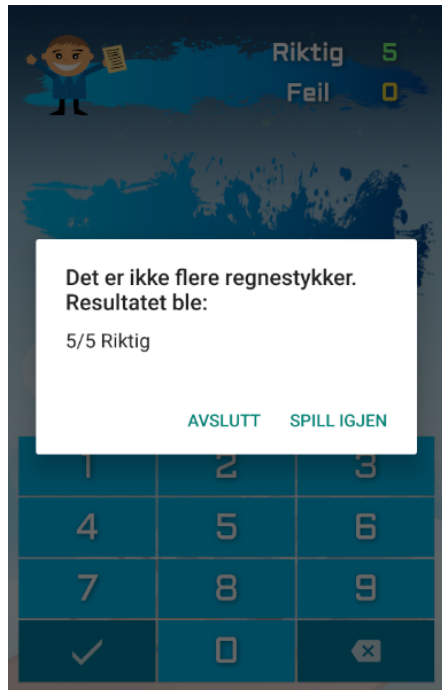 Riktig 5
Feil 0
Det er ikke flere regnestykker.
Resultatet ble:
5/5 Riktig
AVSLUTT SPILL IGJEN
1 2 3
4 5 6
7 8 9
0